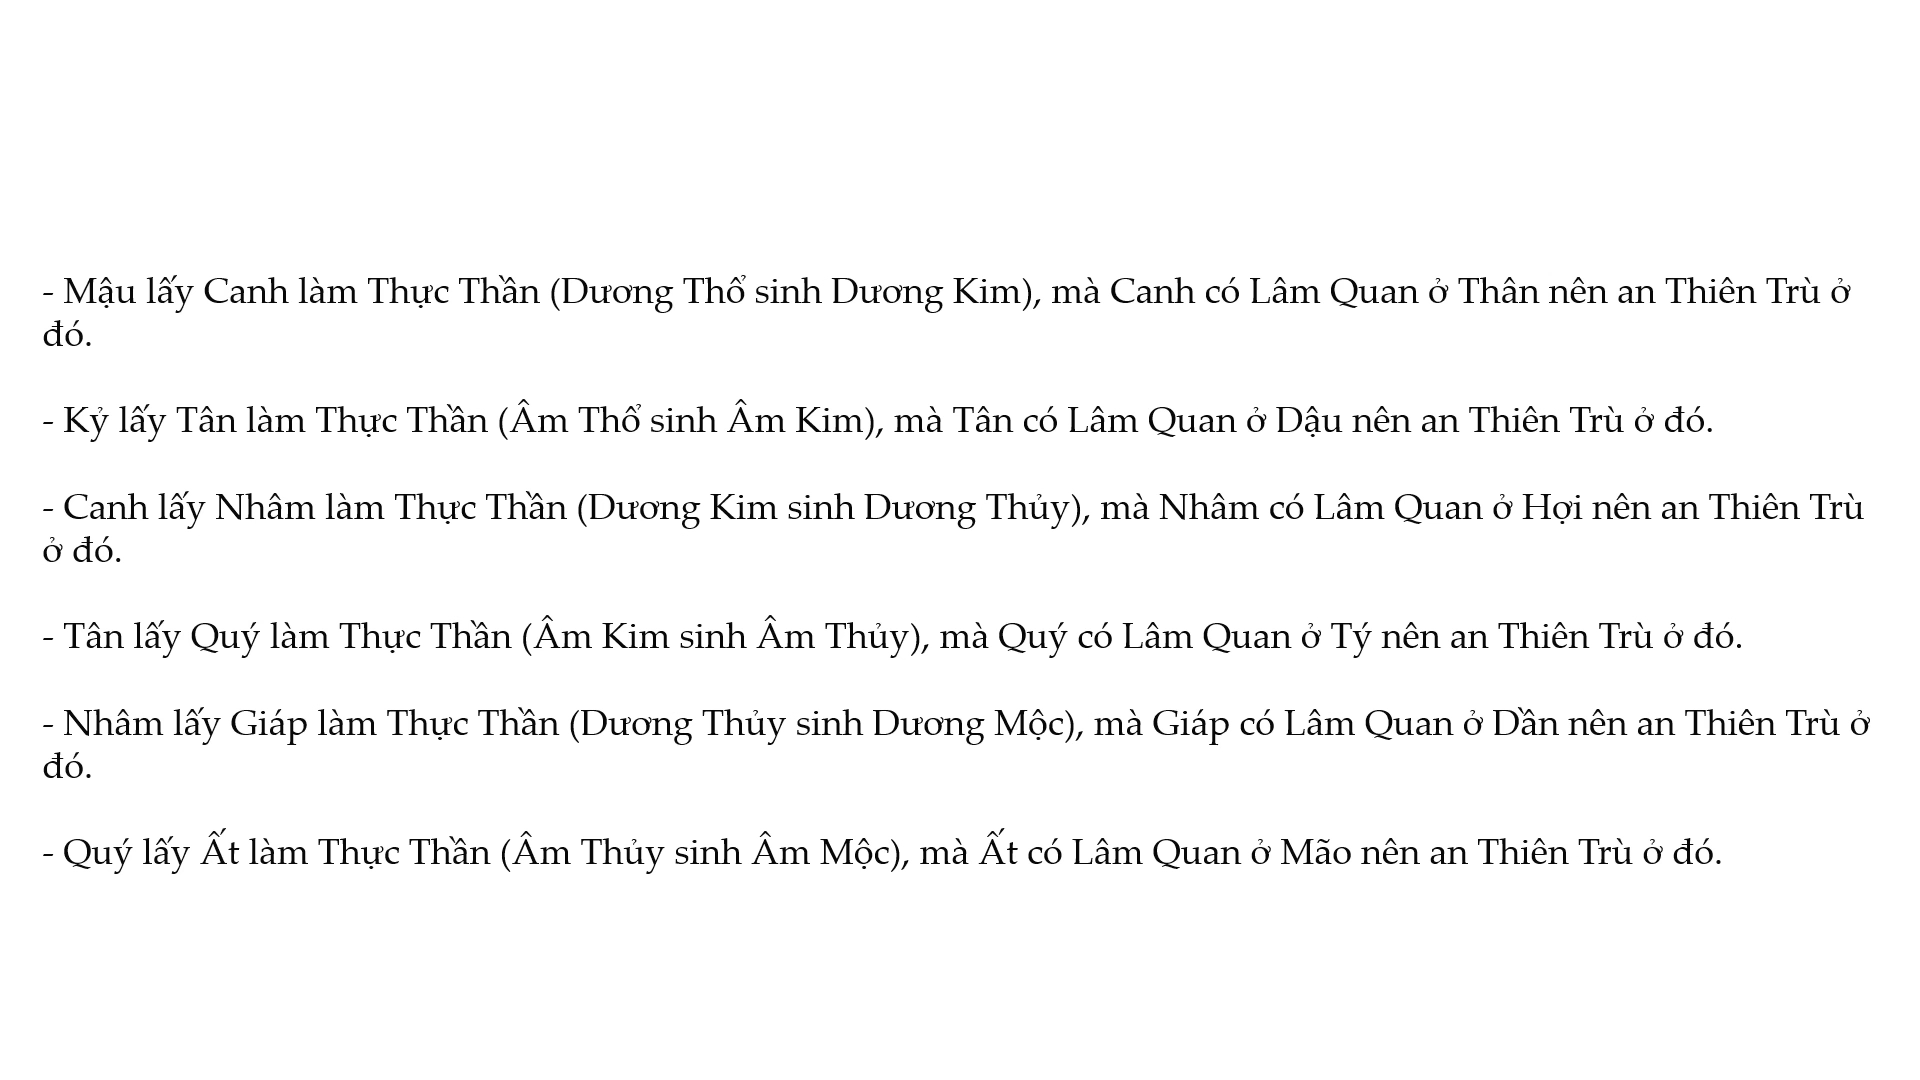 - Mậu lấy Canh làm Thực Thần (Dương Thổ sinh Dương Kim), mà Canh có Lâm Quan ở Thân nên an Thiên Trù ở
đó.
- Kỷ lấy Tân làm Thực Thần (Âm Thổ sinh Âm Kim), mà Tân có Lâm Quan ở Dậu nên an Thiên Trù ở đó.
- Canh lấy Nhâm làm Thực Thần (Dương Kim sinh Dương Thủy), mà Nhâm có Lâm Quan ở Hợi nên an Thiên Trù
ở đó.
- Tân lấy Quý làm Thực Thần (Âm Kim sinh Âm Thủy), mà Quý có Lâm Quan ở Tý nên an Thiên Trù ở đó.
- Nhâm lấy Giáp làm Thực Thần (Dương Thủy sinh Dương Mộc), mà Giáp có Lâm Quan ở Dần nên an Thiên Trù ở
đó.
- Quý lấy Ất làm Thực Thần (Âm Thủy sinh Âm Mộc), mà Ất có Lâm Quan ở Mão nên an Thiên Trù ở đó.